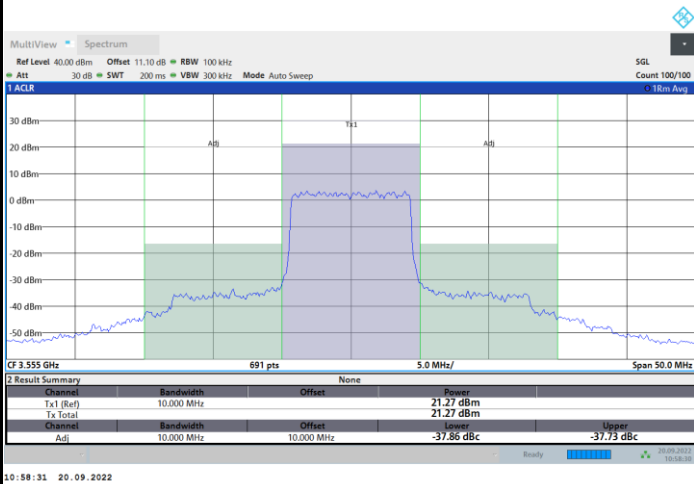 MultiView Spectrum
Ref Level 40.00 dBm Offset 11.10 dB RBW 100 kHz SGL
Att 30 dB SWT 200 ms VBW 300 kHz Mode Auto Sweep Count 100/100
1 ACLR 1Rm Avg
30 dBm
Tx1
20 dBm Adj Adj
10 dBm
0 dBm
-10 dBm
-20 dBm
-30 dBm
-40 dBm
-50 dBm
CF 3.555 GHz 691 pts 5.0 MHz/ Span 50.0 MHz
2 Result Summary None
Channel Bandwidth Offset Power
Tx1 (Ref) 10.000 MHz 21.27 dBm
Tx Total 21.27 dBm
Channel Bandwidth Offset Lower Upper
Adj 10.000 MHz 10.000 MHz -37.86 dBc -37.73 dBc
Ready 20.09.2022
10:58:30
10:58:31 20.09.2022